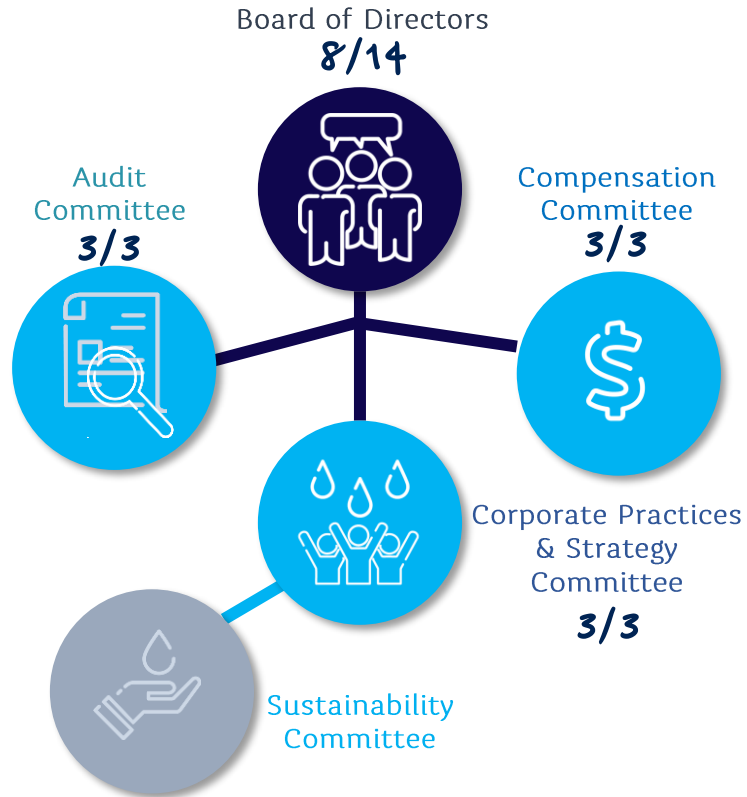 Board of Directors
8/14
Audit
Committee
3/3
Compensation
Committee
3/3
Corporate Practices
& Strategy
Committee
3/3
Sustainability
Committee